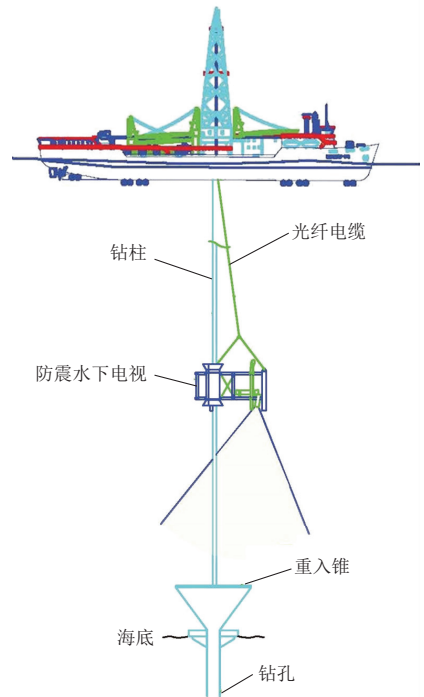 光纤电缆
钻柱
防震水下电视
重入锥
海底
钻孔